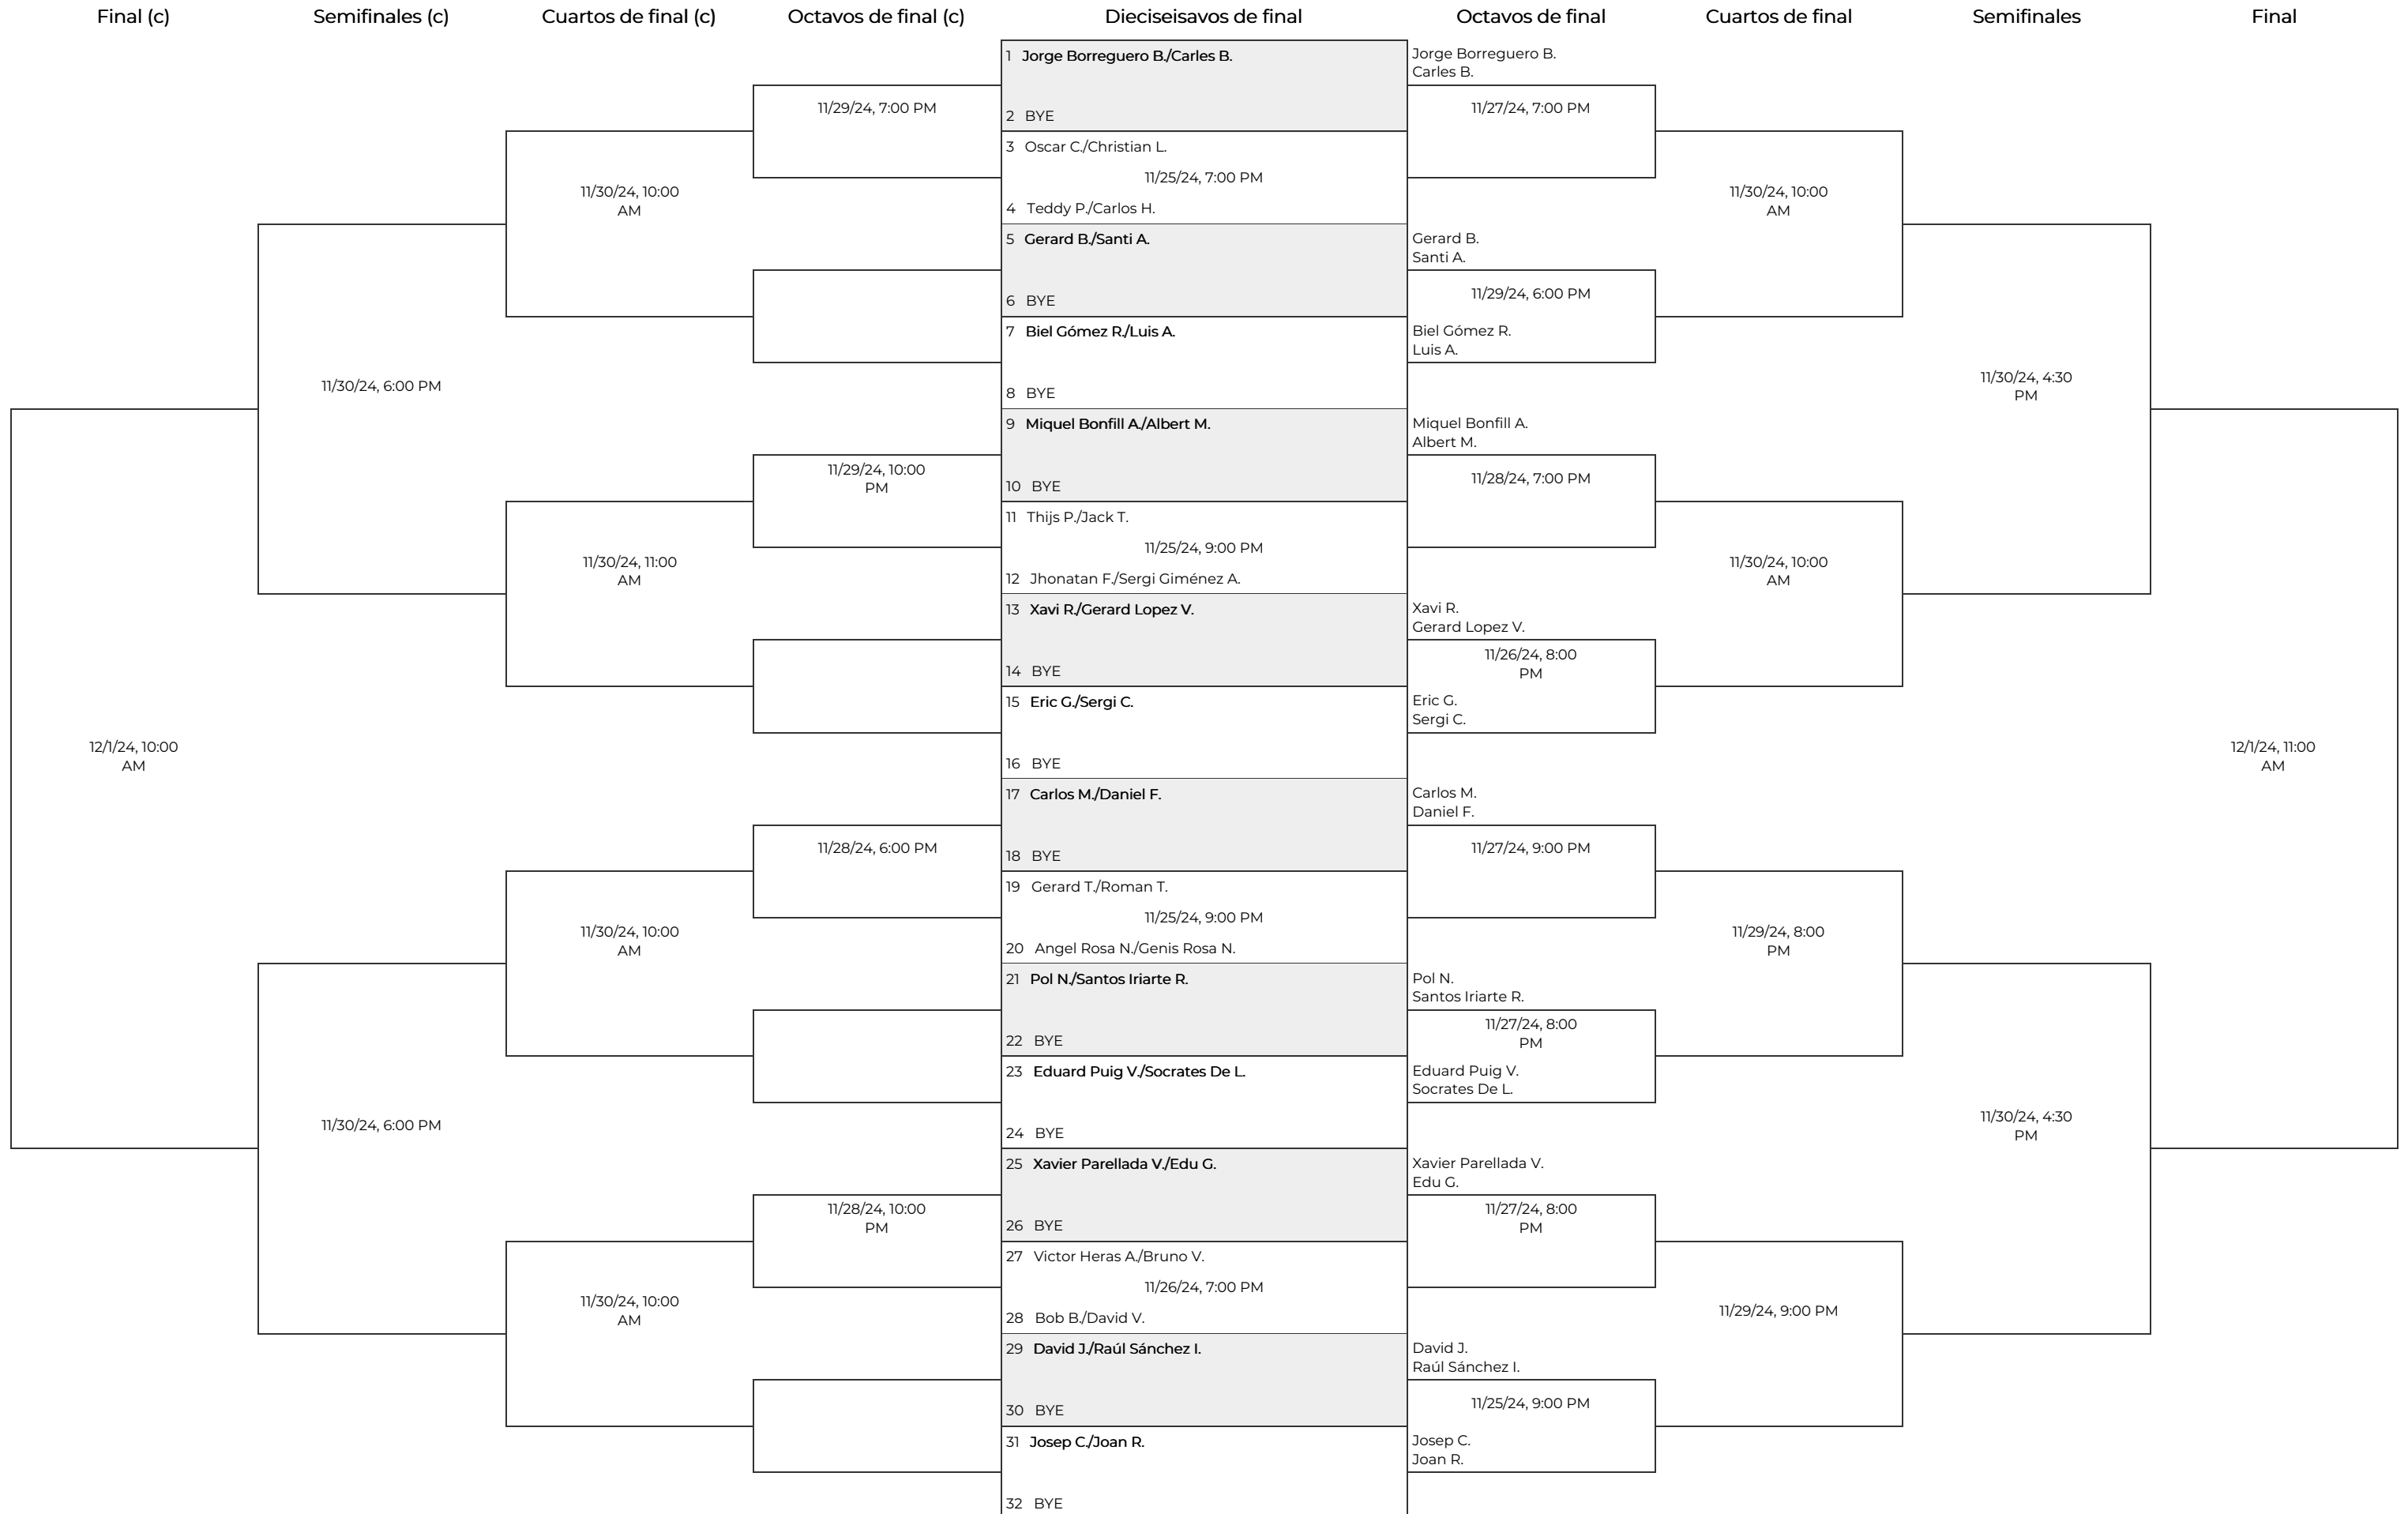 Final (c)
Semifinales (c)
Cuartos de final (c)
Octavos de final (c)
Dieciseisavos de final
Octavos de final
Cuartos de final
Semifinales
Final
12/1/24, 10:00
AM
11/30/24, 6:00 PM
11/30/24, 6:00 PM
11/30/24, 10:00
AM
11/30/24, 11:00
AM
11/30/24, 10:00
AM
11/30/24, 10:00
AM
11/29/24, 7:00 PM
11/29/24, 10:00
PM
11/28/24, 6:00 PM
11/28/24, 10:00
PM
1 Jorge Borreguero B./Carles B.
2 BYE
3 Oscar C./Christian L.
11/25/24, 7:00 PM
4 Teddy P./Carlos H.
5 Gerard B./Santi A.
6 BYE
7 Biel Gómez R./Luis A.
8 BYE
9 Miquel Bonfill A./Albert M.
10 BYE
11 Thijs P./Jack T.
11/25/24, 9:00 PM
12 Jhonatan F./Sergi Giménez A.
13 Xavi R./Gerard Lopez V.
14 BYE
15 Eric G./Sergi C.
16 BYE
17 Carlos M./Daniel F.
18 BYE
19 Gerard T./Roman T.
11/25/24, 9:00 PM
20 Angel Rosa N./Genis Rosa N.
21 Pol N./Santos Iriarte R.
22 BYE
23 Eduard Puig V./Socrates De L.
24 BYE
25 Xavier Parellada V./Edu G.
26 BYE
27 Victor Heras A./Bruno V.
11/26/24, 7:00 PM
28 Bob B./David V.
29 David J./Raúl Sánchez I.
30 BYE
31 Josep C./Joan R.
32 BYE
Jorge Borreguero B.
Carles B.
11/27/24, 7:00 PM
Gerard B.
Santi A.
11/29/24, 6:00 PM
Biel Gómez R.
Luis A.
Miquel Bonfill A.
Albert M.
11/28/24, 7:00 PM
Xavi R.
Gerard Lopez V.
11/26/24, 8:00
PM
Eric G.
Sergi C.
Carlos M.
Daniel F.
11/27/24, 9:00 PM
Pol N.
Santos Iriarte R.
11/27/24, 8:00
PM
Eduard Puig V.
Socrates De L.
Xavier Parellada V.
Edu G.
11/27/24, 8:00
PM
David J.
Raúl Sánchez I.
11/25/24, 9:00 PM
Josep C.
Joan R.
11/30/24, 10:00
AM
11/30/24, 10:00
AM
11/29/24, 8:00
PM
11/29/24, 9:00 PM
11/30/24, 4:30
PM
11/30/24, 4:30
PM
12/1/24, 11:00
AM